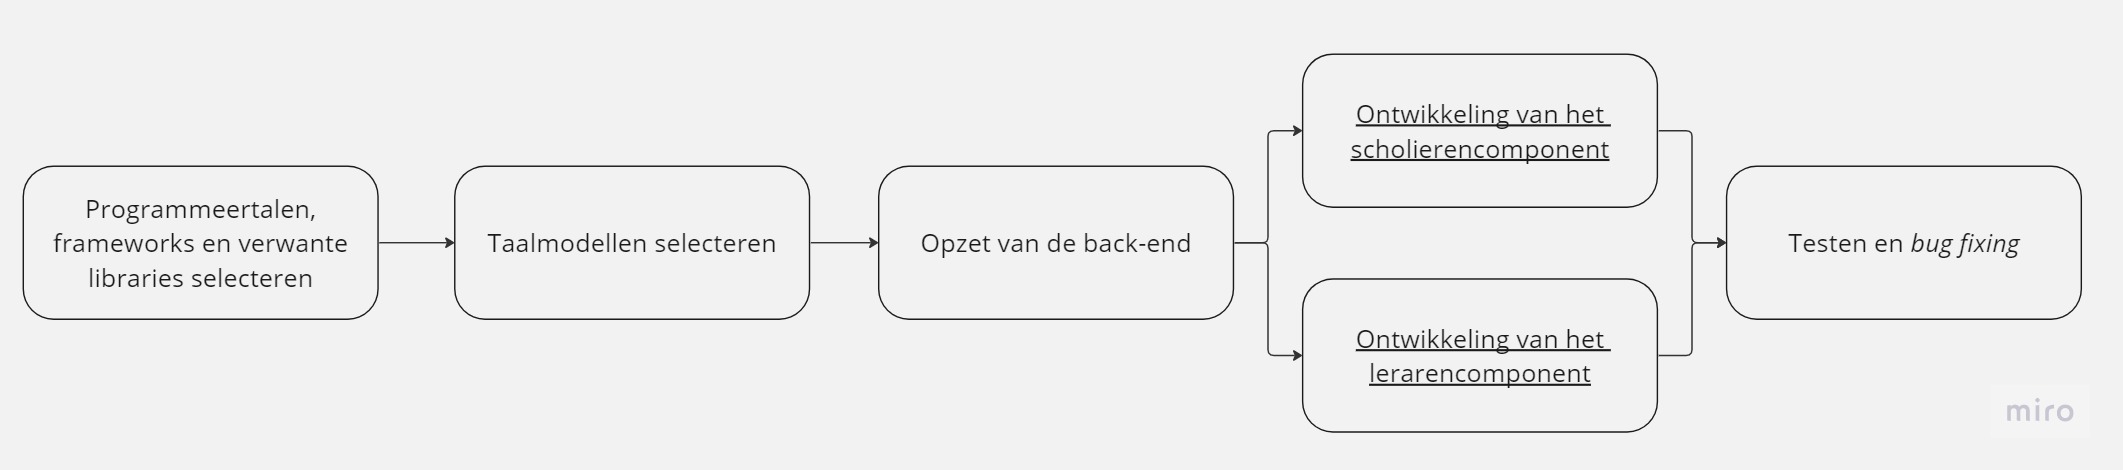 Programmeertalen,
frameworks en verwante
libraries selecteren
Taalmodellen selecteren
Opzet van de back-end
Ontwikkeling van het
scholierencomponent
Ontwikkeling van het
lerarencomponent
Testen en bug fixing
miro